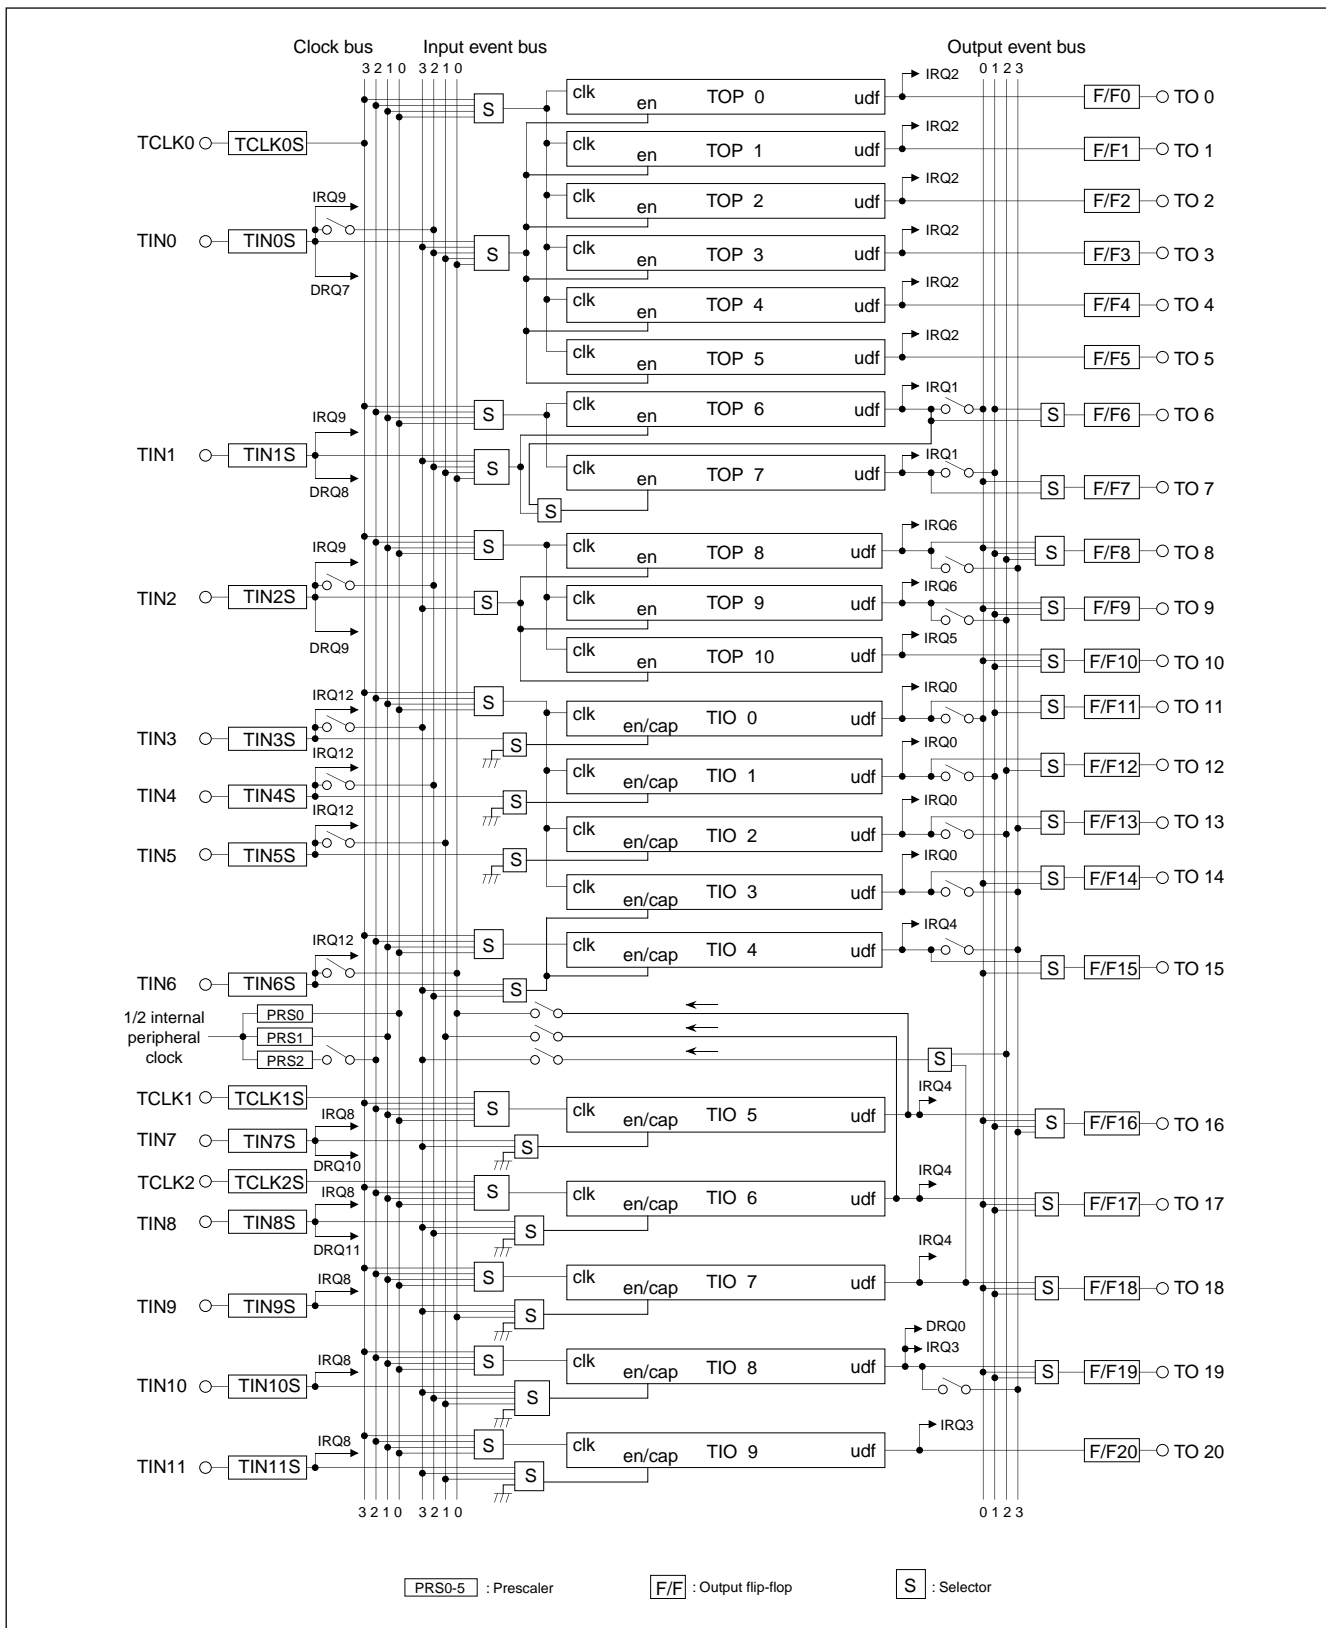 Clock bus Input event bus Output event bus
3 2 1 0 3 2 1 0 0 1 2 3
S clk en TOP 0 udf IRQ2 F/F0 TO 0
TCLK0 TCLK0S clk en TOP 1 udf IRQ2 F/F1 TO 1
IRQ9 clk en TOP 2 udf IRQ2 F/F2 TO 2
TIN0 TIN0S S clk en TOP 3 udf IRQ2 F/F3 TO 3
DRQ7 clk en TOP 4 udf IRQ2 F/F4 TO 4
clk en TOP 5 udf IRQ2 F/F5 TO 5
IRQ9 S clk en TOP 6 udf IRQ1 S F/F6 TO 6
TIN1 TIN1S S clk en TOP 7 udf IRQ1 S F/F7 TO 7
DRQ8 S
IRQ9 S clk en TOP 8 udf IRQ6 S F/F8 TO 8
TIN2 TIN2S S clk en TOP 9 udf IRQ6 S F/F9 TO 9
DRQ9 clk en TOP 10 udf IRQ5 S F/F10 TO 10
IRQ12 S clk en/cap TIO 0 udf IRQ0 S F/F11 TO 11
TIN3 TIN3S S
IRQ12 clk en/cap TIO 1 udf IRQ0 S F/F12 TO 12
TIN4 TIN4S S
IRQ12 clk en/cap TIO 2 udf IRQ0 S F/F13 TO 13
TIN5 TIN5S S
clk en/cap TIO 3 udf IRQ0 S F/F14 TO 14
IRQ12 S clk en/cap TIO 4 udf IRQ4 S F/F15 TO 15
TIN6 TIN6S S
1/2 internal PRS0
peripheral PRS1
clock PRS2 S
TCLK1 TCLK1S S clk en/cap TIO 5 udf IRQ4 S F/F16 TO 16
IRQ8
TIN7 TIN7S S
DRQ10
TCLK2 TCLK2S S clk en/cap TIO 6 udf IRQ4 S F/F17 TO 17
IRQ8
TIN8 TIN8S S
DRQ11
IRQ8 S clk en/cap TIO 7 udf IRQ4 S F/F18 TO 18
TIN9 TIN9S S
DRQ0
IRQ8 S clk en/cap TIO 8 udf IRQ3 S F/F19 TO 19
TIN10 TIN10S S
IRQ8 S clk en/cap TIO 9 udf IRQ3 F/F20 TO 20
TIN11 TIN11S S
3 2 1 0 3 2 1 0 0 1 2 3
PRS0-5 : Prescaler F/F : Output flip-flop S : Selector